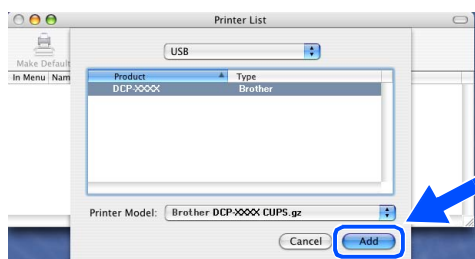 Printer List
USB
Make Default
In Menu Nam
Product Type
DCP-XXXX Brother
Printer Model: Brother DCP-XXXX CUPS.gz
Cancel Add